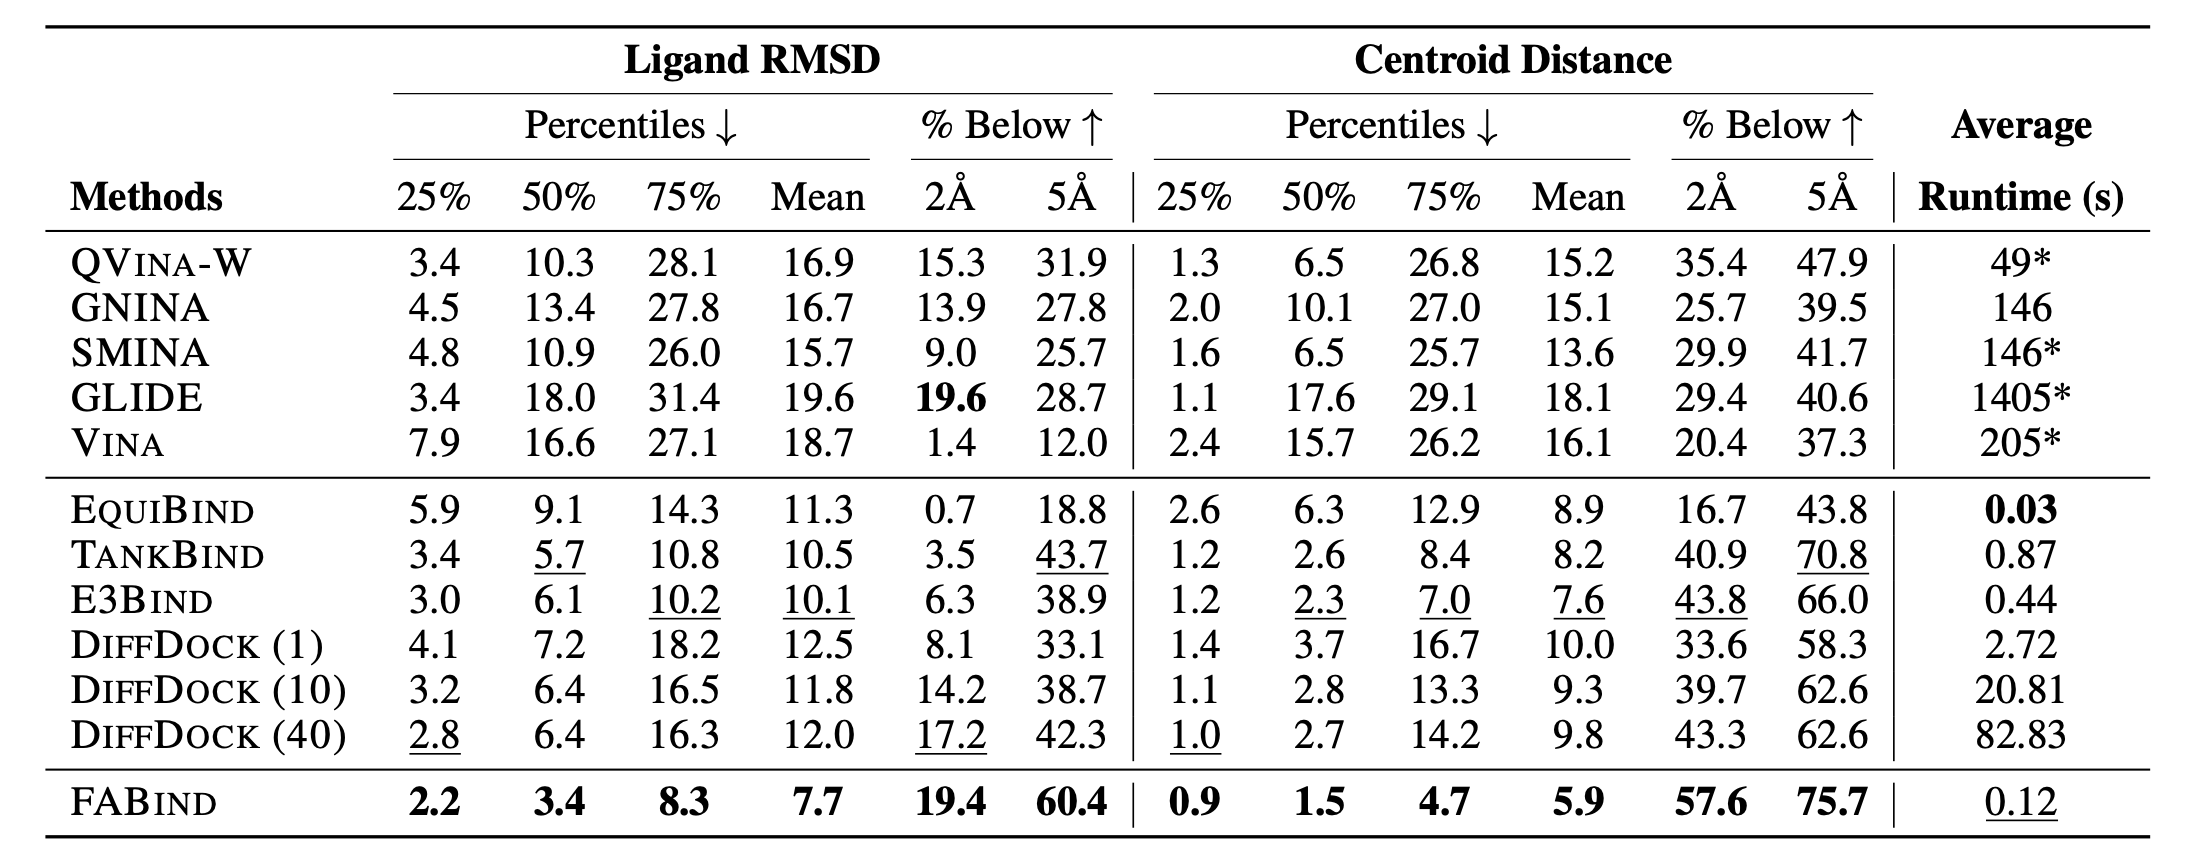 Ligand RMSD Centroid Distance
Percentiles ↓ % Below ↑ Percentiles ↓ % Below ↑ Average
Methods 25% 50% 75% Mean 2Å 5Å 25% 50% 75% Mean 2Å 5Å Runtime (s)
QVINA-W 3.4 10.3 28.1 16.9 15.3 31.9 1.3 6.5 26.8 15.2 35.4 47.9 49*
GNINA 4.5 13.4 27.8 16.7 13.9 27.8 2.0 10.1 27.0 15.1 25.7 39.5 146
SMINA 4.8 10.9 26.0 15.7 9.0 25.7 1.6 6.5 25.7 13.6 29.9 41.7 146*
GLIDE 3.4 18.0 31.4 19.6 19.6 28.7 1.1 17.6 29.1 18.1 29.4 40.6 1405*
VINA 7.9 16.6 27.1 18.7 1.4 12.0 2.4 15.7 26.2 16.1 20.4 37.3 205*
EQUIBIND 5.9 9.1 14.3 11.3 0.7 18.8 2.6 6.3 12.9 8.9 16.7 43.8 0.03
TANKBIND 3.4 5.7 10.8 10.5 3.5 43.7 1.2 2.6 8.4 8.2 40.9 70.8 0.87
E3BIND 3.0 6.1 10.2 10.1 6.3 38.9 1.2 2.3 7.0 7.6 43.8 66.0 0.44
DIFFDOCK (1) 4.1 7.2 18.2 12.5 8.1 33.1 1.4 3.7 16.7 10.0 33.6 58.3 2.72
DIFFDOCK (10) 3.2 6.4 16.5 11.8 14.2 38.7 1.1 2.8 13.3 9.3 39.7 62.6 20.81
DIFFDOCK (40) 2.8 6.4 16.3 12.0 17.2 42.3 1.0 2.7 14.2 9.8 43.3 62.6 82.83
FABIND 2.2 3.4 8.3 7.7 19.4 60.4 0.9 1.5 4.7 5.9 57.6 75.7 0.12